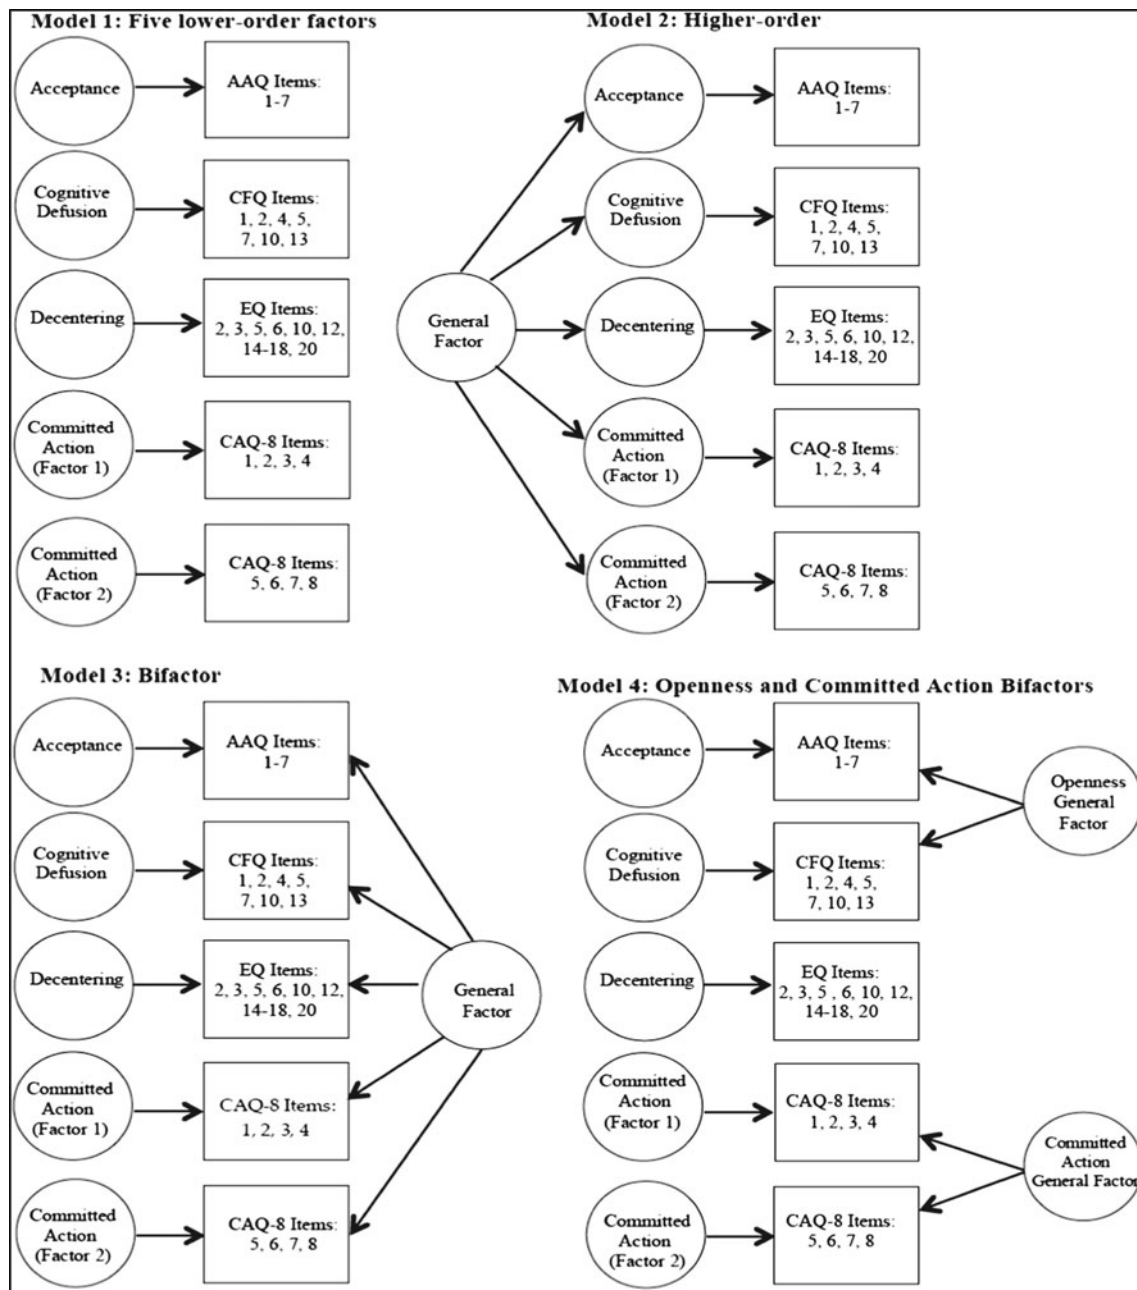 Model 1: Five lower-order factors
Acceptance
AAQ Items:
1-7
Cognitive
Defusion
CFQ Items:
1, 2, 4, 5,
7, 10, 13
Decentering
EQ Items:
2, 3, 5, 6, 10, 12,
14-18, 20
Committed
Action
(Factor 1)
CAQ-8 Items:
1, 2, 3, 4
Committed
Action
(Factor 2)
CAQ-8 Items:
5, 6, 7, 8
Model 2: Higher-order
General
Factor
Acceptance
AAQ Items:
1-7
Cognitive
Defusion
CFQ Items:
1, 2, 4, 5,
7, 10, 13
Decentering
EQ Items:
2, 3, 5, 6, 10, 12,
14-18, 20
Committed
Action
(Factor 1)
CAQ-8 Items:
1, 2, 3, 4
Committed
Action
(Factor 2)
CAQ-8 Items:
5, 6, 7, 8
Model 3: Bifactor
Acceptance
AAQ Items:
1-7
Cognitive
Defusion
CFQ Items:
1, 2, 4, 5,
7, 10, 13
Decentering
EQ Items:
2, 3, 5, 6, 10, 12,
14-18, 20
Committed
Action
(Factor 1)
CAQ-8 Items:
1, 2, 3, 4
Committed
Action
(Factor 2)
CAQ-8 Items:
5, 6, 7, 8
General
Factor
Model 4: Openness and Committed Action Bifactors
Acceptance
AAQ Items:
1-7
Cognitive
Defusion
CFQ Items:
1, 2, 4, 5,
7, 10, 13
Openness
General
Factor
Decentering
EQ Items:
2, 3, 5 , 6, 10, 12,
14-18, 20
Committed
Action
(Factor 1)
CAQ-8 Items:
1, 2, 3, 4
Committed
Action
(Factor 2)
CAQ-8 Items:
5, 6, 7, 8
Committed
Action
General Factor